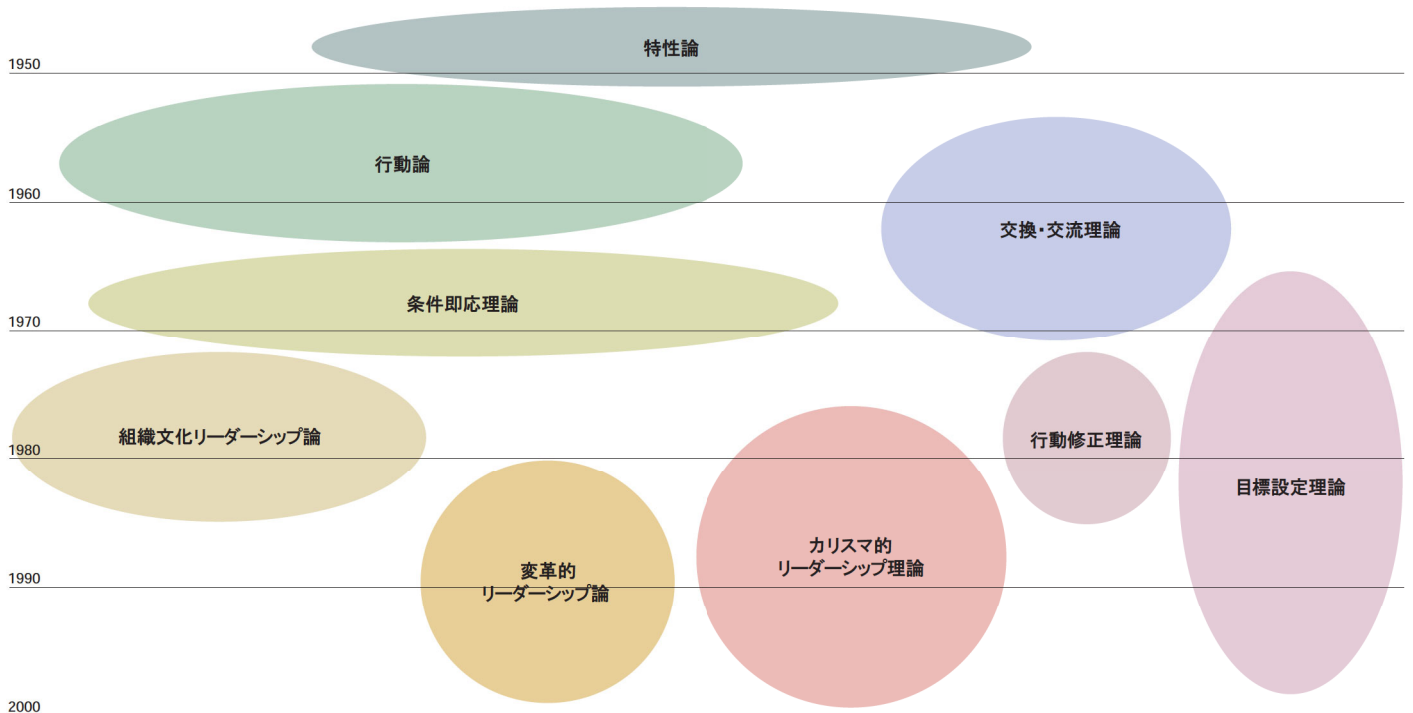 特性論
1950
行動論
1960
交換・交流理論
条件即応理論
1970
組織文化リーダーシップ論
行動修正理論
1980
目標設定理論
カリスマ的
リーダーシップ理論
変革的
リーダーシップ論
1990
2000